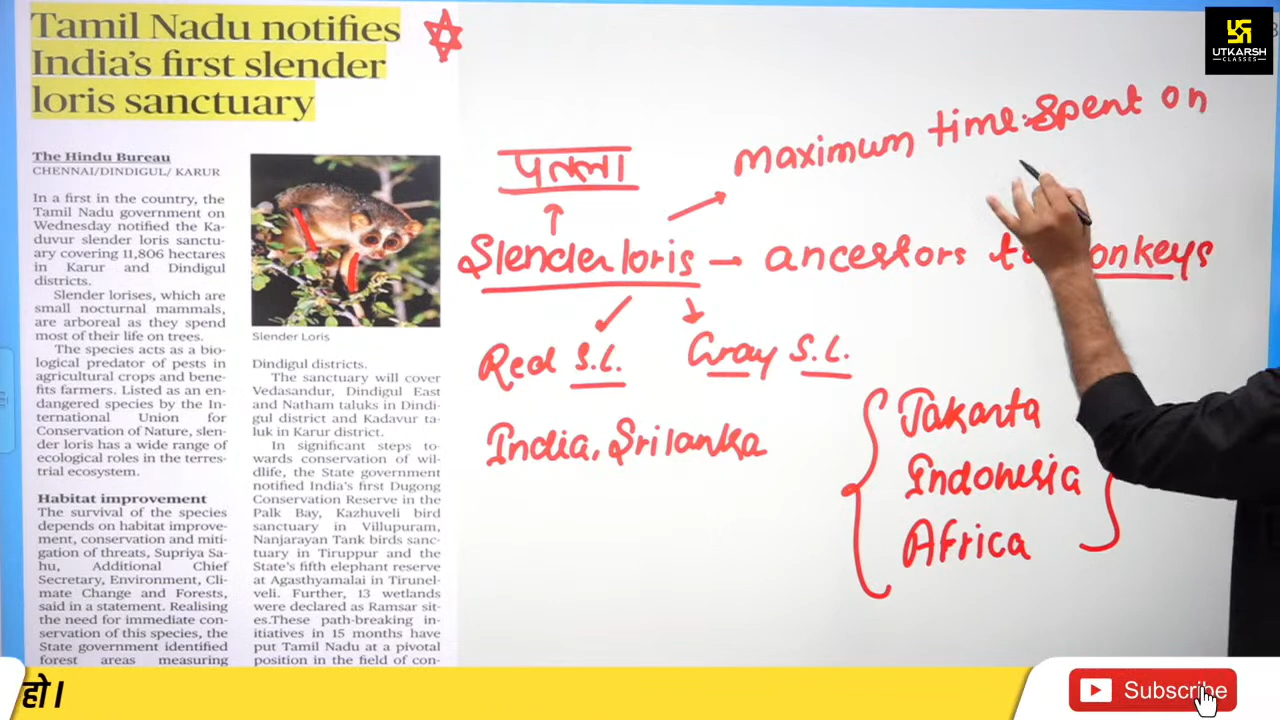 Tamil Nadu notifies
India's first slender
loris sanctuary
The Hindu Bureau
CHENNAI/DINDIGUL/ KARUR
In a first in the country, the
Tamil Nadu government on
Wednesday notified the Ka-
duvur slender loris sanctu-
ary covering 11,806 hectares
in Karur and Dindigul
districts.
Slender lorises, which are
small nocturnal mammals,
are arboreal as they spend
most of their life on trees.
The species acts as a bio-
logical predator of pests in
agricultural crops and bene-
fits farmers. Listed as an en-
dangered species by the In-
ternational Union for
Conservation of Nature, slen-
der loris has a wide range of
ecological roles in the terres-
trial ecosystem.
Habitat improvement
The survival of the species
depends on habitat improve-
ment, conservation and miti-
gation of threats, Supriya Sa-
hu, Additional Chief
Secretary, Environment, Cli-
mate Change and Forests,
said in a statement. Realising
the need for immediate con-
servation of this species, the
State government identified
forest areas measuring
Slender Loris
Dindigul districts.
The sanctuary will cover
Vedasandur, Dindigul East
and Natham taluks in Dindi-
gul district and Kadavur ta-
luk in Karur district.
In significant steps to-
wards conservation of wil-
dlife, the State government
notified India's first Dugong
Conservation Reserve in the
Palk Bay, Kazhuveli bird
sanctuary in Villupuram,
Nanjarayan Tank birds sanc-
tuary in Tiruppur and the
State's fifth elephant reserve
at Agasthyamalai in Tirunel-
veli. Further, 13 wetlands
were declared as Ramsar sit-
es.These path-breaking in-
itiatives in 15 months have
put Tamil Nadu at a pivotal
position in the field of con-
पतला
maximum time spent on
Slender loris — ancestors onkeys
Red S.L. Gray S.L.
India, Srilanka
Jakarta
Indonesia
Africa
UTKARSH
CLASSES
हो।
Subscribe